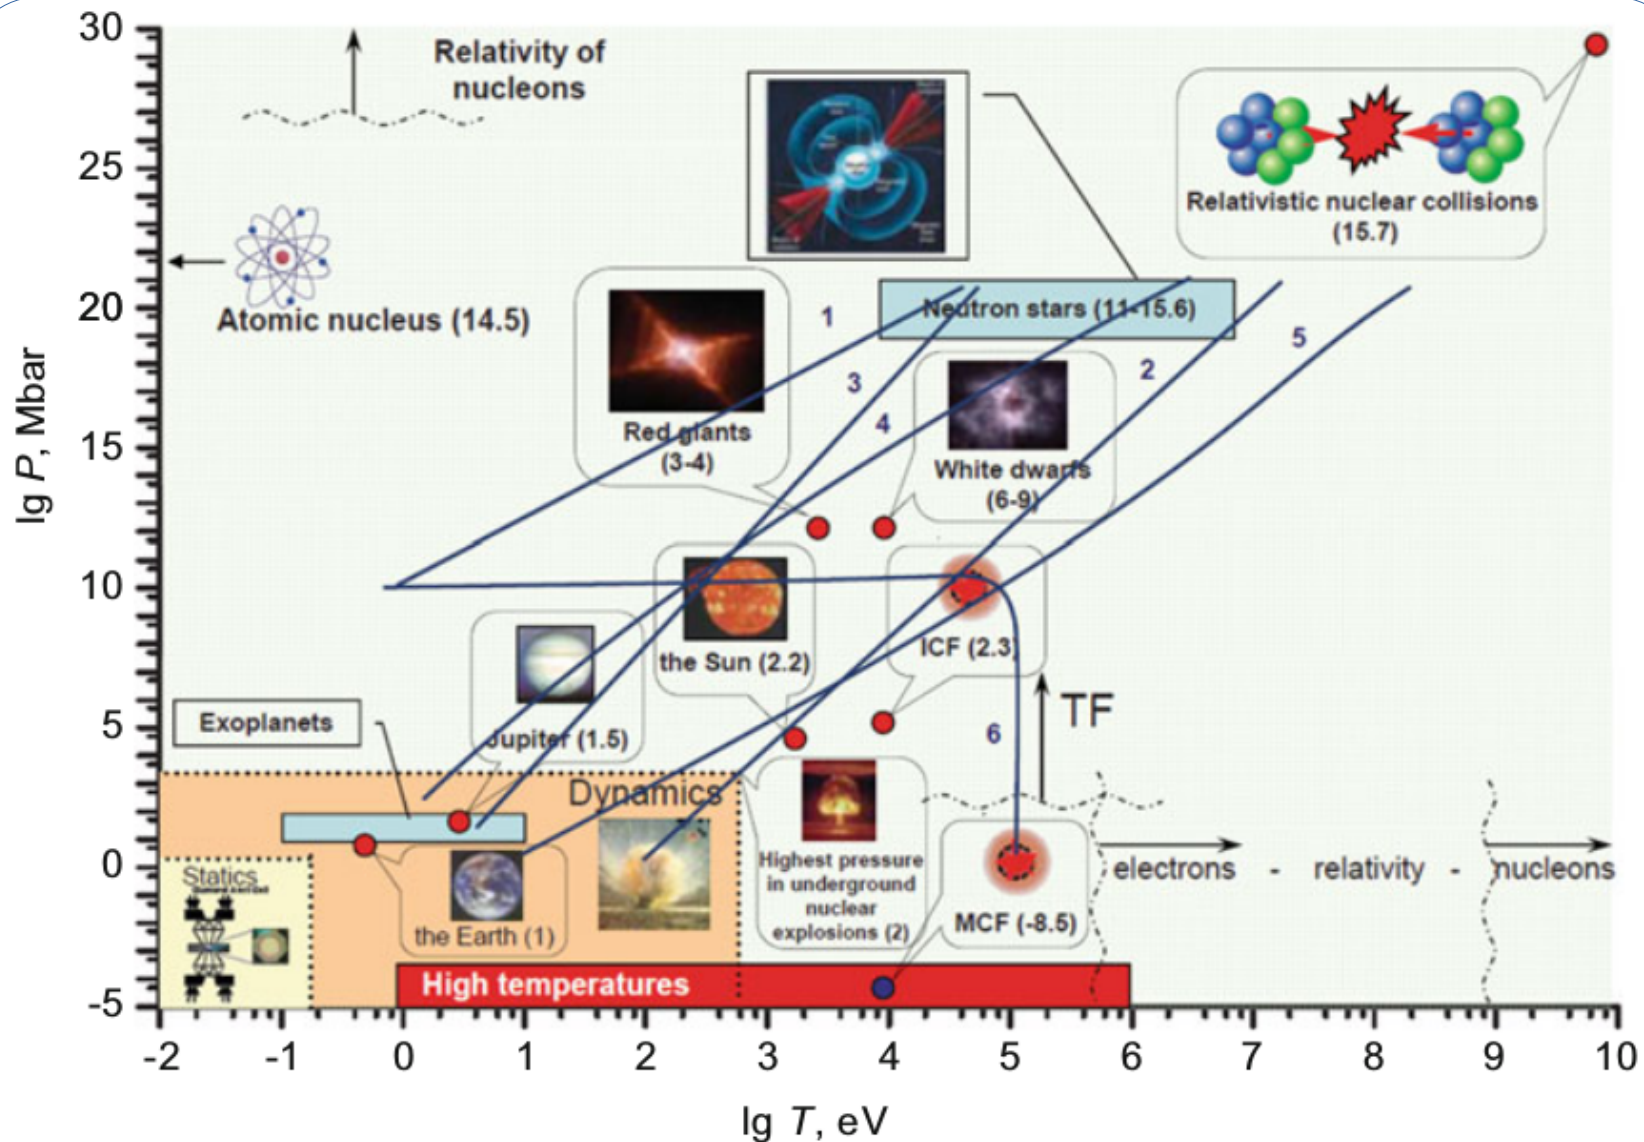 30
25
20
15
10
5
0
-5
lg P, Mbar
Relativity of
nucleons
Atomic nucleus (14.5)
Relativistic nuclear collisions
(15.7)
Neutron stars (11-15.6)
1
3
4
2
5
Red giants
(3-4)
White dwarfs
(6-9)
the Sun (2.2)
ICF (2.3)
Jupiter (1.5)
Exoplanets
6
TF
Dynamics
Statics
the Earth (1)
Highest pressure
in underground
nuclear
explosions (2)
MCF (-8.5)
electrons - relativity - nucleons
High temperatures
-2 -1 0 1 2 3 4 5 6 7 8 9 10
lg T, eV